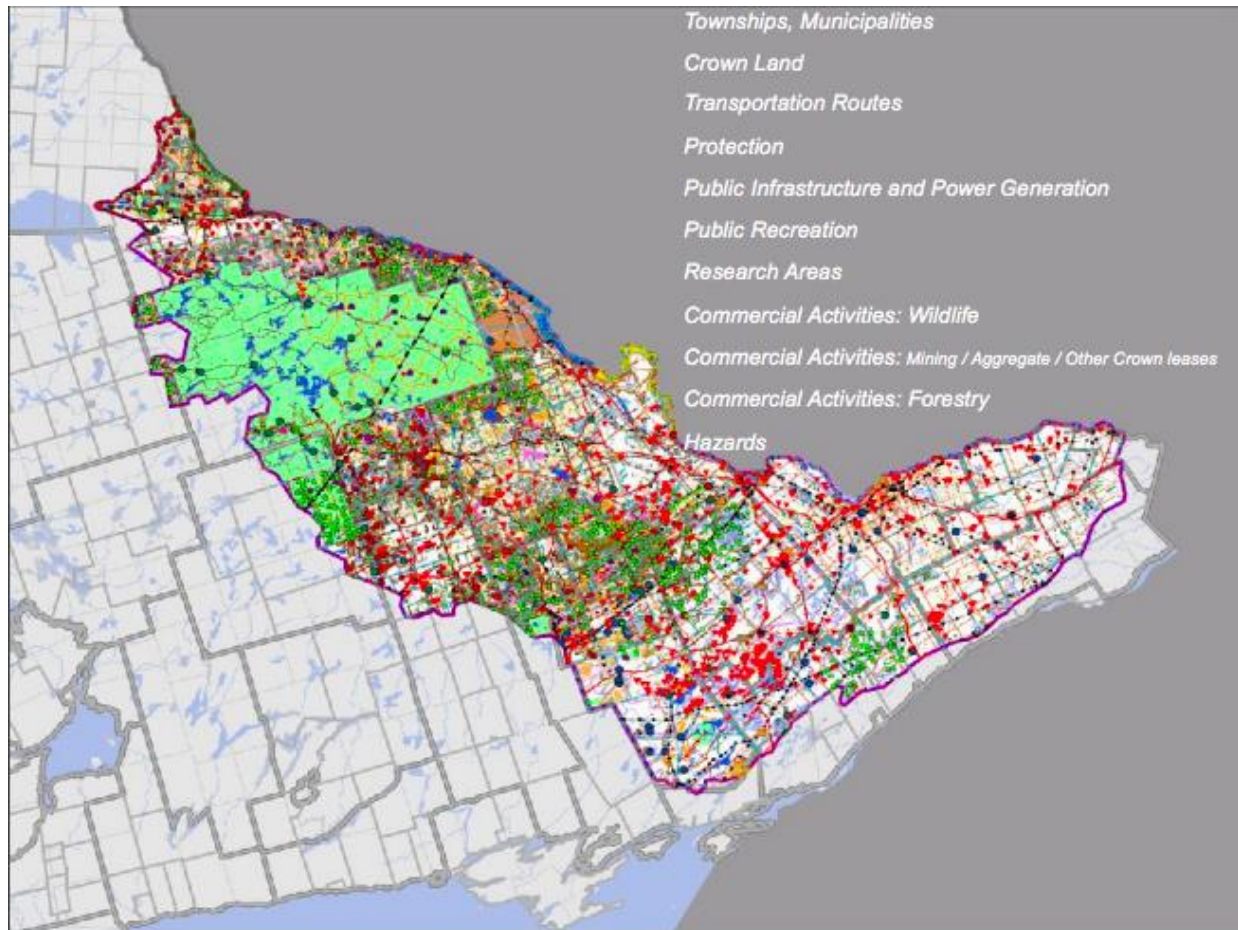 Townships, Municipalities
Crown Land
Transportation Routes
Protection
Public Infrastructure and Power Generation
Public Recreation
Research Areas
Commercial Activities: Wildlife
Commercial Activities: Mining / Aggregate / Other Crown leases
Commercial Activities: Forestry
Hazards